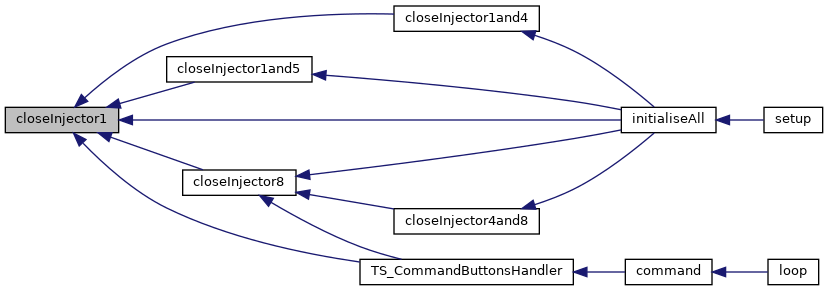 closeInjector1and4
closeInjector1and5
closeInjector1
initialiseAll
setup
closeInjector8
closeInjector4and8
TS_CommandButtonsHandler
command
loop